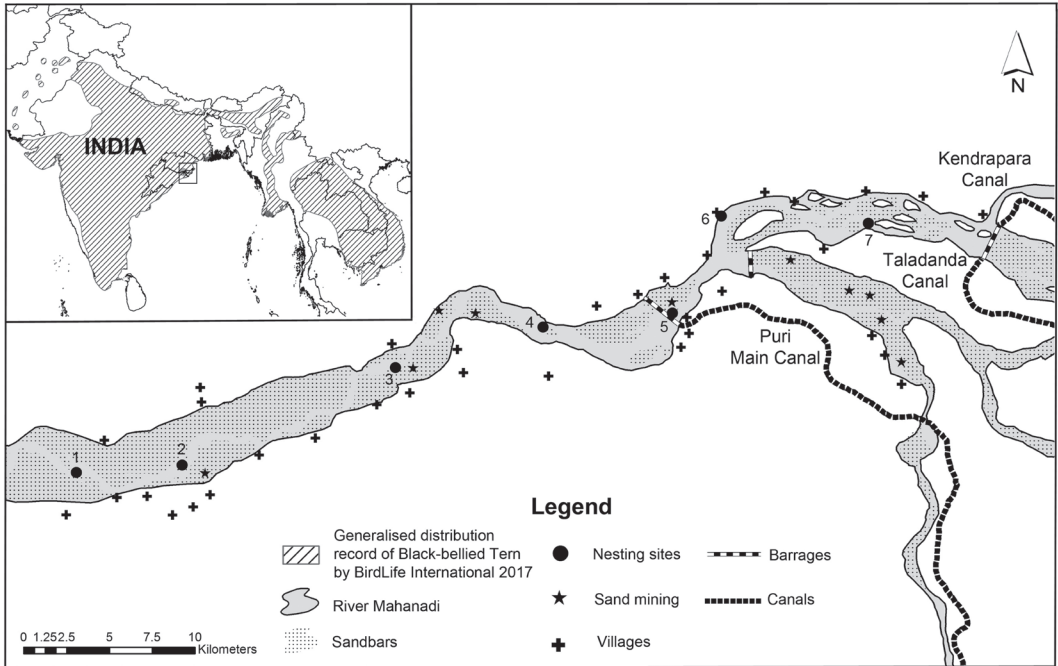 INDIA
N
Kendrapara
Canal
6
7
Taladanda
Canal
5
4
Puri
Main Canal
3
2
1
Legend
Generalised distribution
record of Black-bellied Tern
by BirdLife International 2017
Nesting sites
Barrages
River Mahanadi
Sand mining
Canals
Sandbars
Villages
0 1.252.5 5 7.5 10
Kilometers